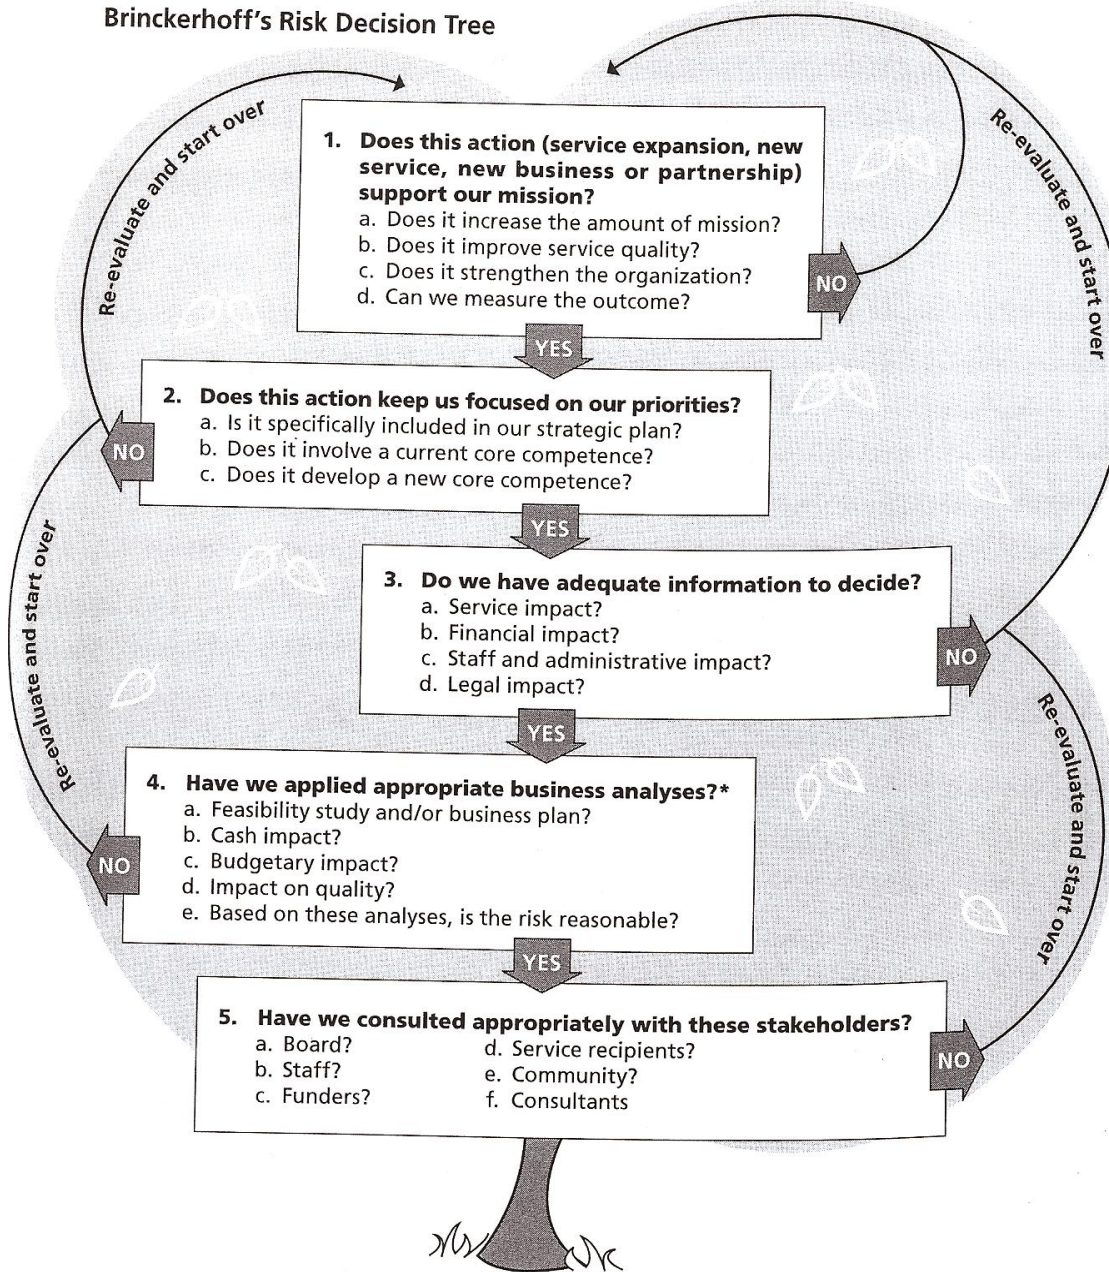 Brinckerhoff's Risk Decision Tree
Re-evaluate and start over
Re-evaluate and start over
1. Does this action (service expansion, new
service, new business or partnership)
support our mission?
a. Does it increase the amount of mission?
b. Does it improve service quality?
c. Does it strengthen the organization?
d. Can we measure the outcome?
NO
YES
2. Does this action keep us focused on our priorities?
a. Is it specifically included in our strategic plan?
b. Does it involve a current core competence?
c. Does it develop a new core competence?
NO
YES
Re-evaluate and start over
3. Do we have adequate information to decide?
a. Service impact?
b. Financial impact?
c. Staff and administrative impact?
d. Legal impact?
NO
YES
Re-evaluate and start over
4. Have we applied appropriate business analyses?*
a. Feasibility study and/or business plan?
b. Cash impact?
c. Budgetary impact?
d. Impact on quality?
e. Based on these analyses, is the risk reasonable?
NO
YES
5. Have we consulted appropriately with these stakeholders?
a. Board? d. Service recipients?
b. Staff? e. Community?
c. Funders? f. Consultants
NO